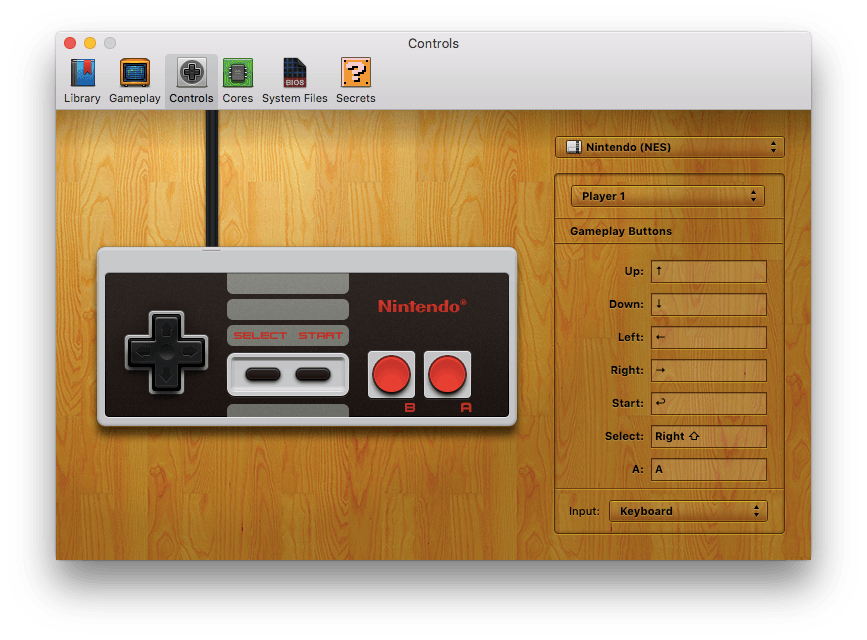 Controls
Library Gameplay Controls Cores System Files Secrets
BIOS
Nintendo (NES)
Player 1
Gameplay Buttons
Up: ↑
Down: ↓
Left: ←
Right: →
Start: ↩
Select: Right ⇧
A: A
Input: Keyboard
Nintendo®
SELECT START
B A